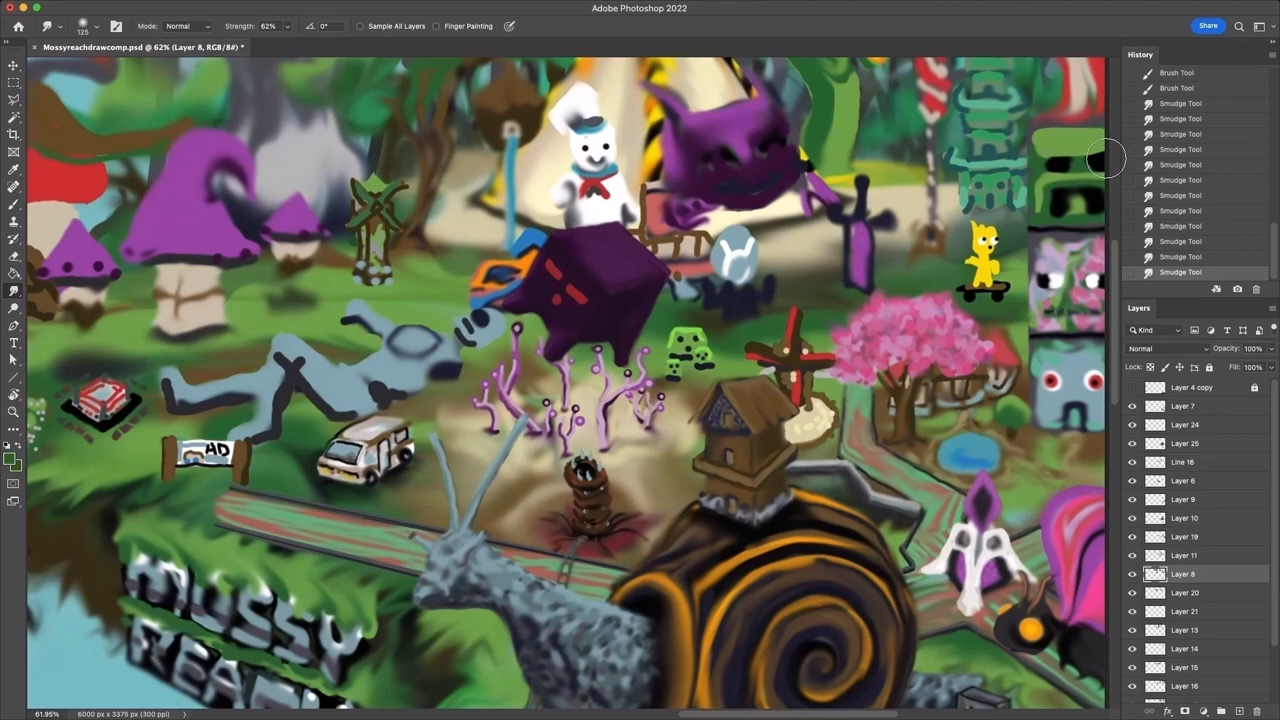 Adobe Photoshop 2022
125
Mode: Normal
Strength: 62%
0°
Sample All Layers
Finger Painting
Share
× Mossyreachdrawcomp.psd @ 62% (Layer 8, RGB/8#) *
History
Brush Tool
Brush Tool
Smudge Tool
Smudge Tool
Smudge Tool
Smudge Tool
Smudge Tool
Smudge Tool
Smudge Tool
Smudge Tool
Smudge Tool
Smudge Tool
Smudge Tool
Smudge Tool
Layers
Kind
Normal
Opacity: 100%
Lock:
Fill: 100%
Layer 4 copy
Layer 7
Layer 24
Layer 25
Line 16
Layer 6
Layer 9
Layer 10
Layer 19
Layer 11
Layer 8
Layer 20
Layer 21
Layer 13
Layer 14
Layer 15
Layer 16
AD
MOSSY
REACH
61.95%
6000 px x 3375 px (300 ppi)